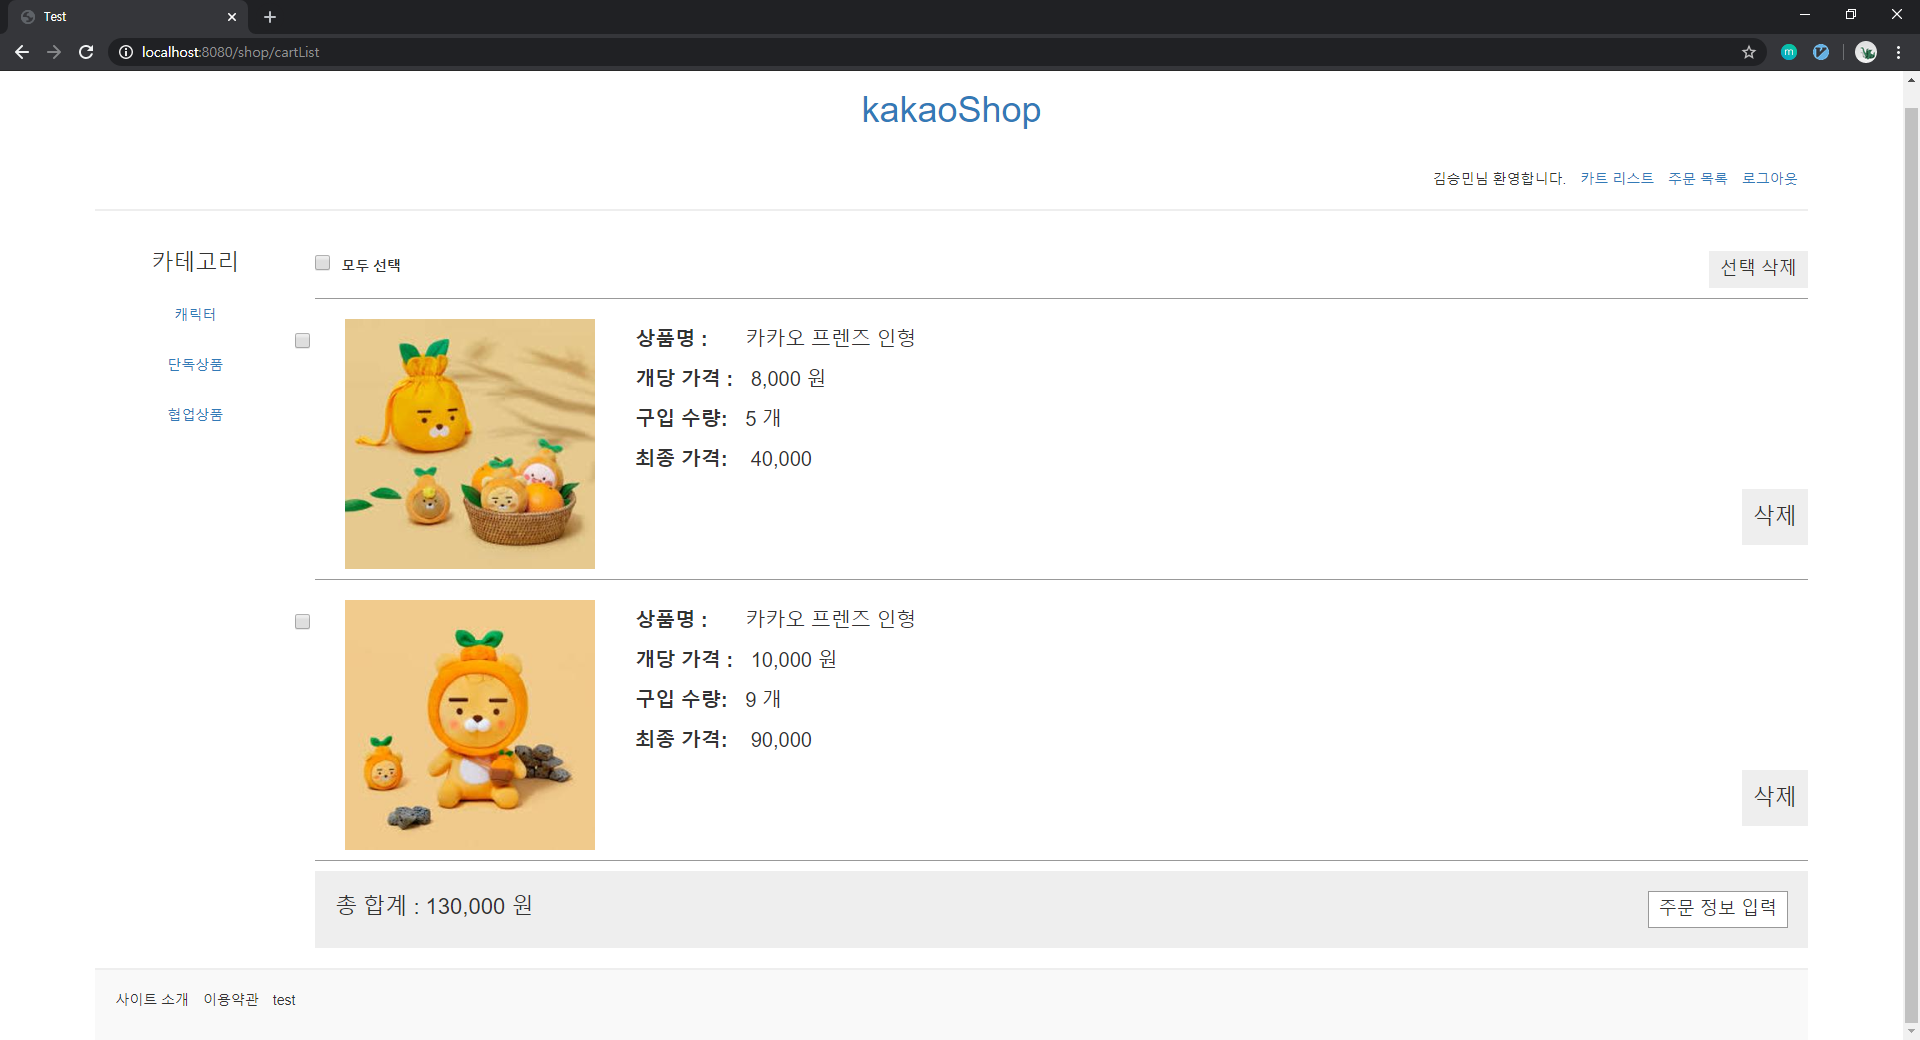 Test
localhost:8080/shop/cartList
kakaoShop
김승민님 환영합니다. 카트 리스트 주문 목록 로그아웃
카테고리
캐릭터
단독상품
협업상품
모두 선택
선택 삭제
상품명 : 카카오 프렌즈 인형
개당 가격 : 8,000 원
구입 수량: 5 개
최종 가격: 40,000
삭제
상품명 : 카카오 프렌즈 인형
개당 가격 : 10,000 원
구입 수량: 9 개
최종 가격: 90,000
삭제
총 합계 : 130,000 원
주문 정보 입력
사이트 소개 이용약관 test